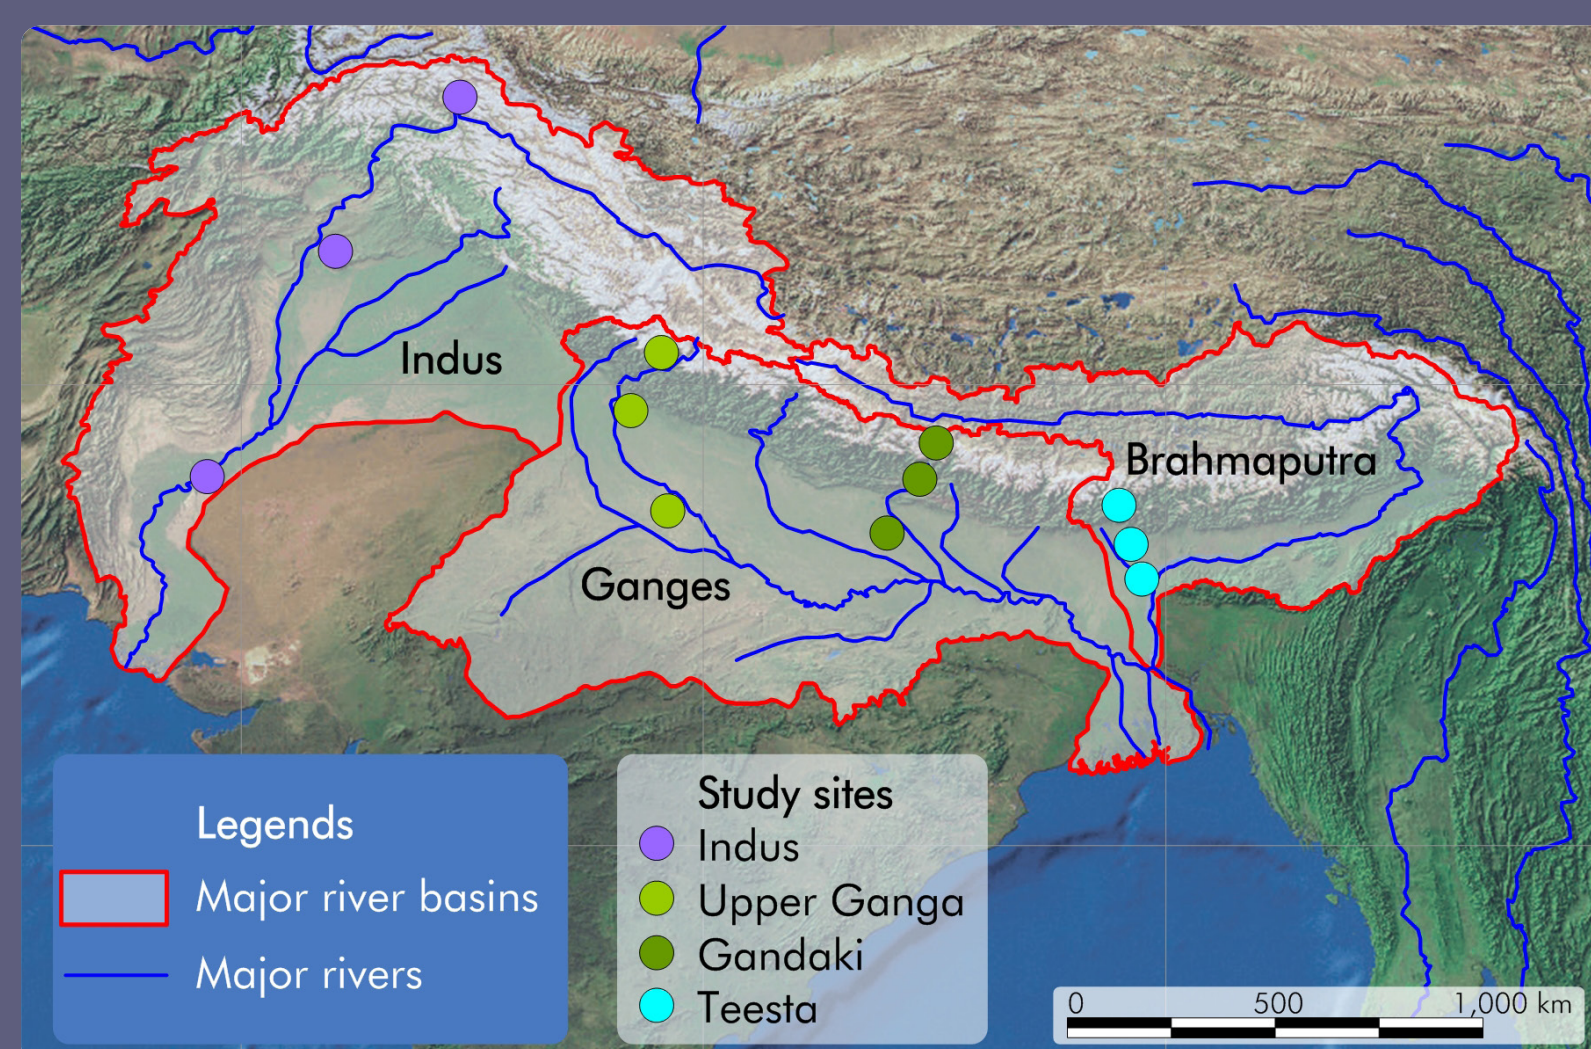 Indus
Brahmaputra
Ganges
Legends
Major river basins
Major rivers
Study sites
Indus
Upper Ganga
Gandaki
Teesta
0 500 1,000 km